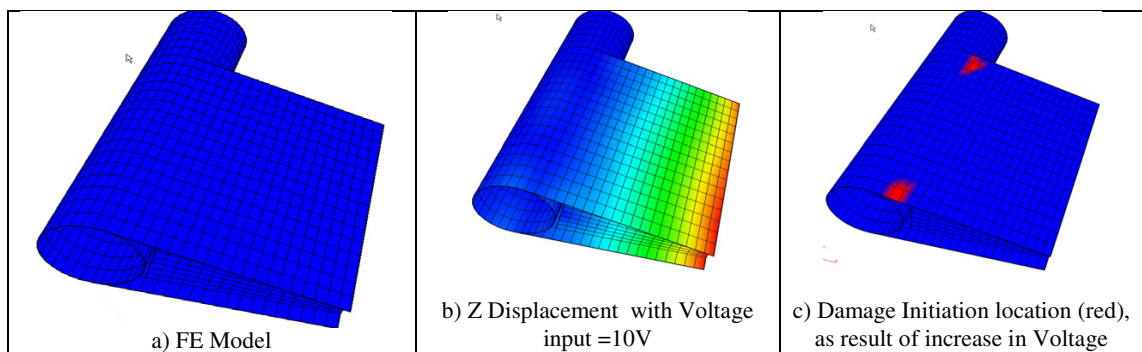 a) FE Model
b) Z Displacement with Voltage
input =10V
c) Damage Initiation location (red),
as result of increase in Voltage